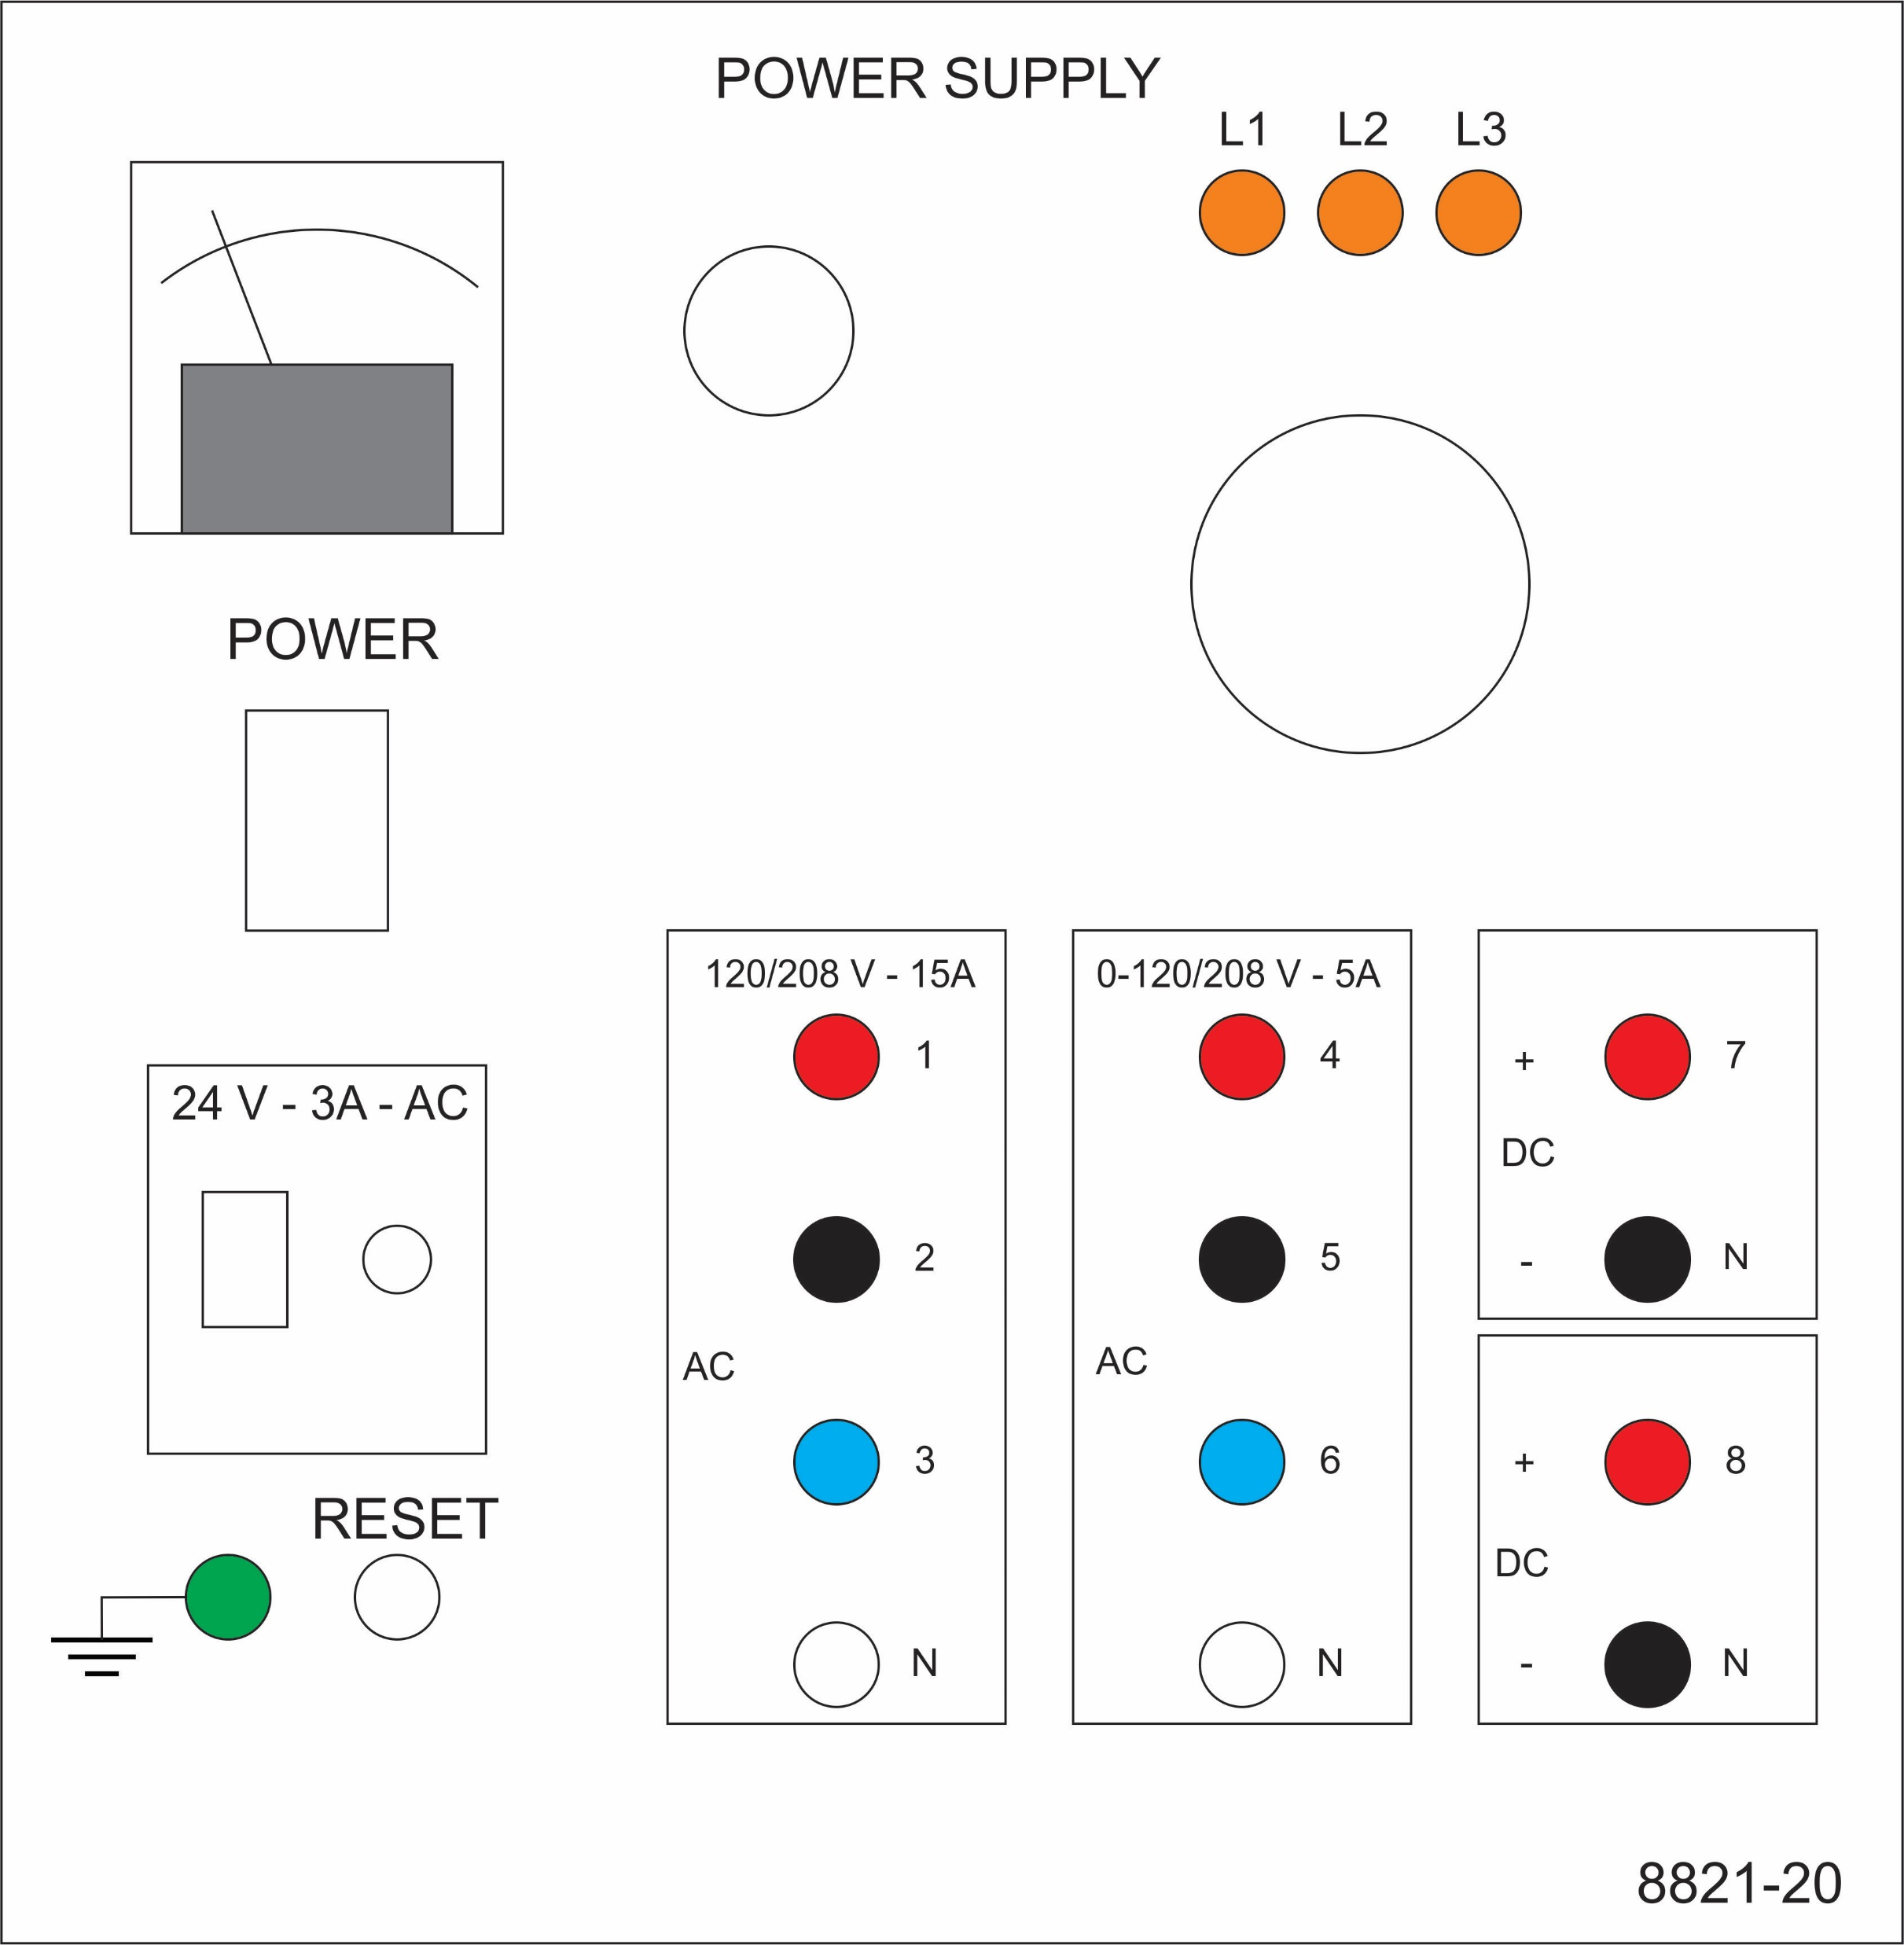 POWER SUPPLY
L1 L2 L3
POWER
24 V - 3A - AC
RESET
120/208 V - 15A
1
2
AC
3
N
0-120/208 V - 5A
4
5
AC
6
N
+ 7
DC
- N
+ 8
DC
- N
8821-20